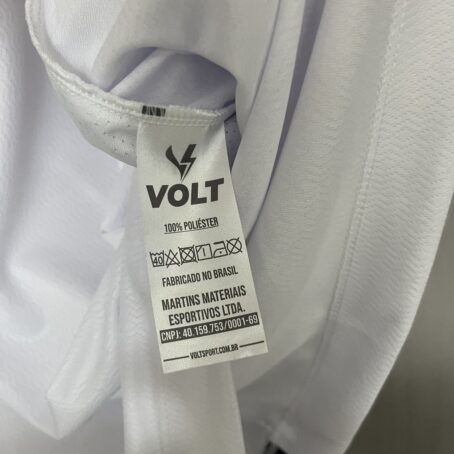 VOLT
100% POLIÉSTER
40
FABRICADO NO BRASIL
MARTINS MATERIAIS
ESPORTIVOS LTDA.
CNPJ: 40.159.753/0001-69
VOLTSPORT.COM.BR